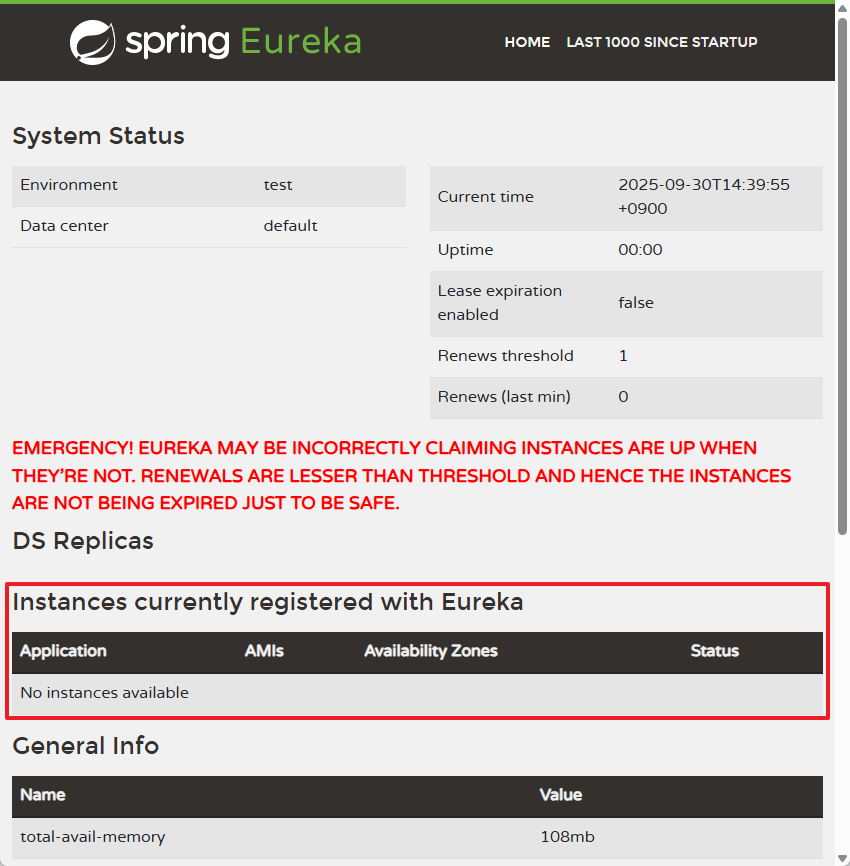 spring Eureka
HOME LAST 1000 SINCE STARTUP
System Status
Environment test
Data center default
Current time 2025-09-30T14:39:55
+0900
Uptime 00:00
Lease expiration
enabled false
Renews threshold 1
Renews (last min) 0
EMERGENCY! EUREKA MAY BE INCORRECTLY CLAIMING INSTANCES ARE UP WHEN
THEY'RE NOT. RENEWALS ARE LESSER THAN THRESHOLD AND HENCE THE INSTANCES
ARE NOT BEING EXPIRED JUST TO BE SAFE.
DS Replicas
Instances currently registered with Eureka
Application AMIs Availability Zones Status
No instances available
General Info
Name Value
total-avail-memory 108mb